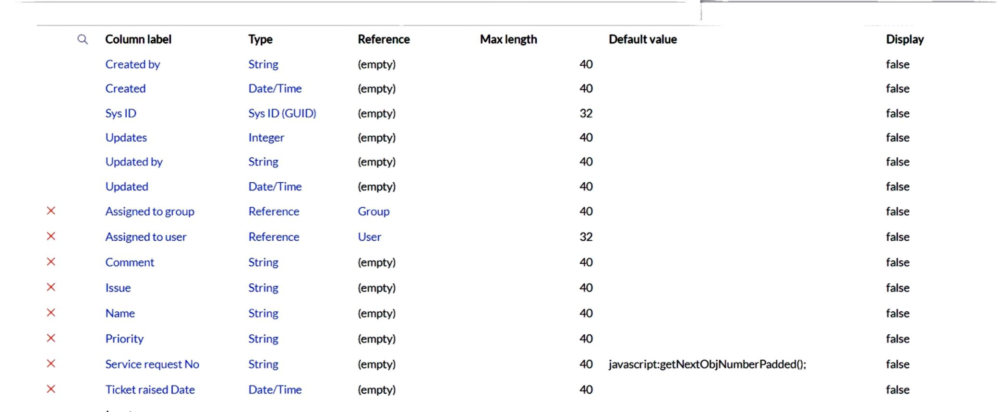 Column label Type Reference Max length Default value Display
Created by String (empty) 40 false
Created Date/Time (empty) 40 false
Sys ID Sys ID (GUID) (empty) 32 false
Updates Integer (empty) 40 false
Updated by String (empty) 40 false
Updated Date/Time (empty) 40 false
Assigned to group Reference Group 40 false
Assigned to user Reference User 32 false
Comment String (empty) 40 false
Issue String (empty) 40 false
Name String (empty) 40 false
Priority String (empty) 40 false
Service request No String (empty) 40 javascript:getNextObjNumberPadded(); false
Ticket raised Date Date/Time (empty) 40 false